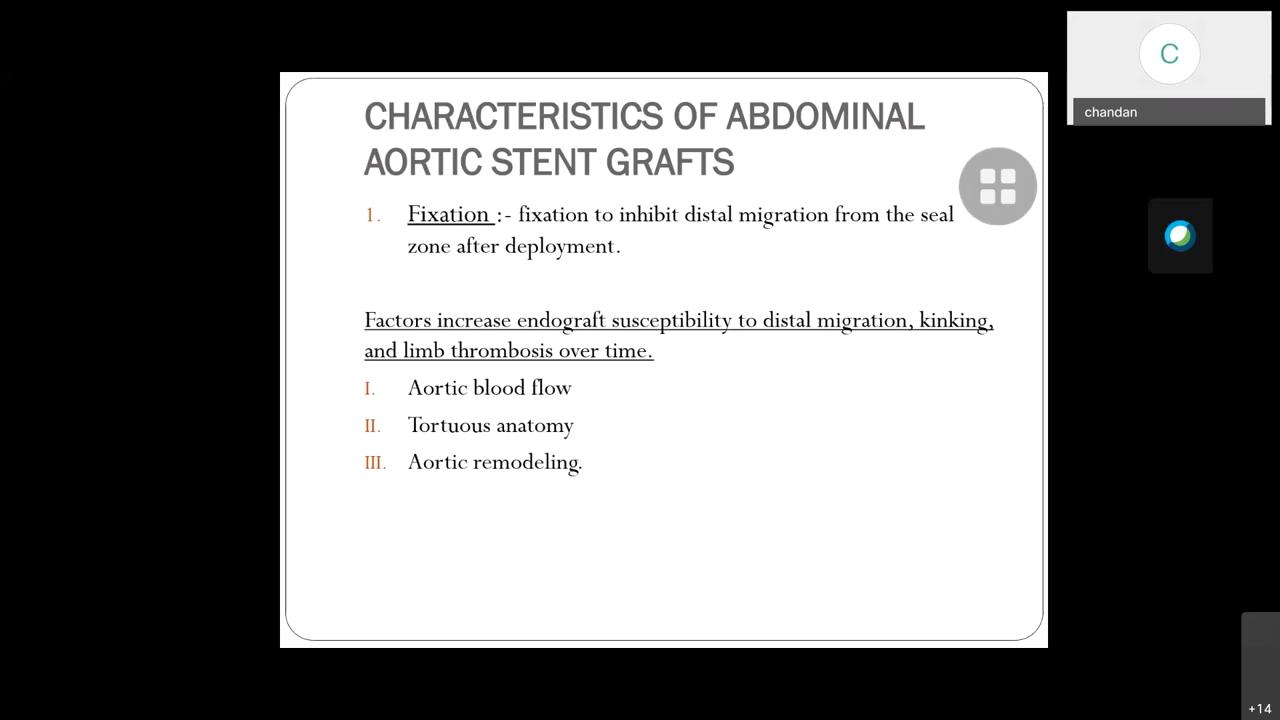 CHARACTERISTICS OF ABDOMINAL
AORTIC STENT GRAFTS
1. Fixation :- fixation to inhibit distal migration from the seal
zone after deployment.
Factors increase endograft susceptibility to distal migration, kinking,
and limb thrombosis over time.
I. Aortic blood flow
II. Tortuous anatomy
III. Aortic remodeling.
C
chandan
+14